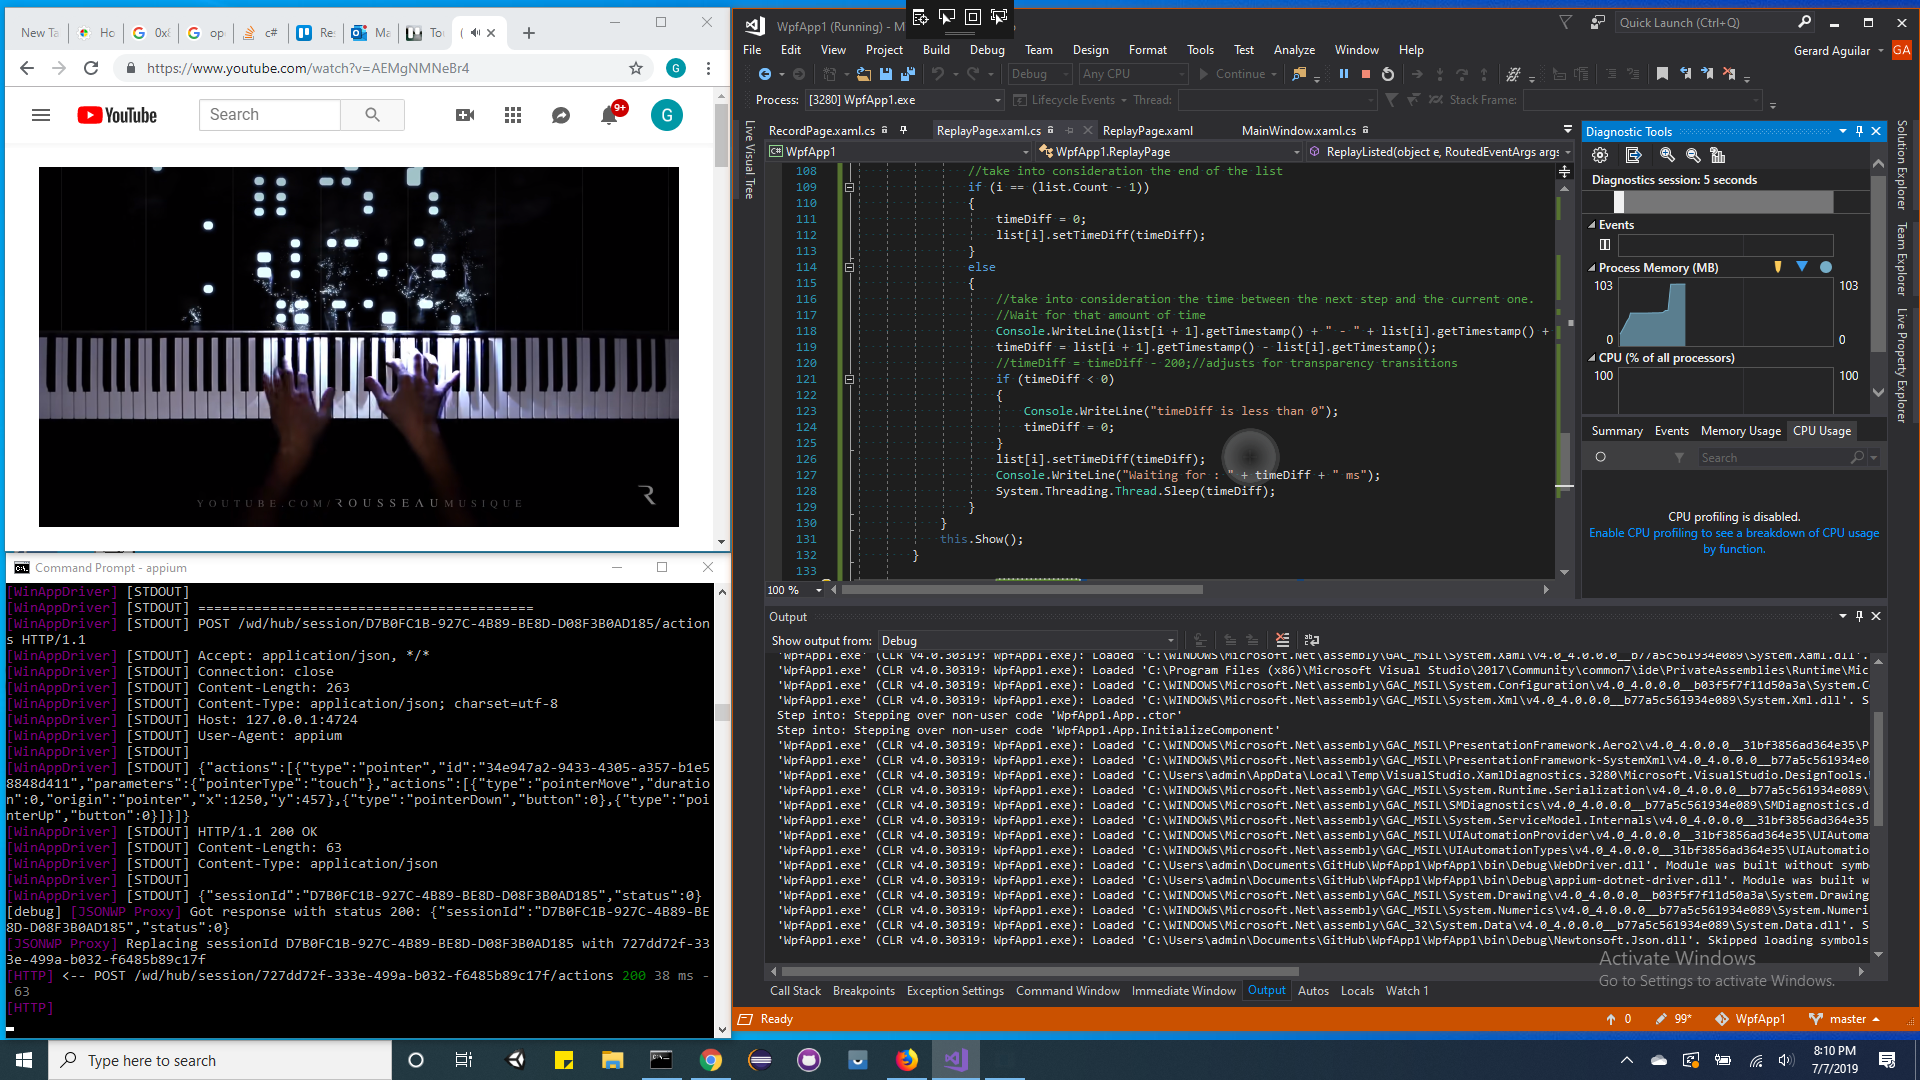 New Ta
Ho
0x8
ope
c#
Re
Ma
Tou
(
https://www.youtube.com/watch?v=AEMgNMNeBr4
G
YouTube
Search
9+
G
YOUTUBE.COM/ROUSSEAUMUSIQUE
R
Command Prompt - appium
[WinAppDriver] [STDOUT]
[WinAppDriver] [STDOUT] ==========================================
[WinAppDriver] [STDOUT] POST /wd/hub/session/D7B0FC1B-927C-4B89-BE8D-D08F3B0AD185/action
s HTTP/1.1
[WinAppDriver] [STDOUT] Accept: application/json, */*
[WinAppDriver] [STDOUT] Connection: close
[WinAppDriver] [STDOUT] Content-Length: 263
[WinAppDriver] [STDOUT] Content-Type: application/json; charset=utf-8
[WinAppDriver] [STDOUT] Host: 127.0.0.1:4724
[WinAppDriver] [STDOUT] User-Agent: appium
[WinAppDriver] [STDOUT]
[WinAppDriver] [STDOUT] {"actions":[{"type":"pointer","id":"34e947a2-9433-4305-a357-b1e5
8848d411","parameters":{"pointerType":"touch"},"actions":[{"type":"pointerMove","duratio
n":0,"origin":"pointer","x":1250,"y":457},{"type":"pointerDown","button":0},{"type":"poi
nterUp","button":0}]}]}
[WinAppDriver] [STDOUT] HTTP/1.1 200 OK
[WinAppDriver] [STDOUT] Content-Length: 63
[WinAppDriver] [STDOUT] Content-Type: application/json
[WinAppDriver] [STDOUT]
[WinAppDriver] [STDOUT] {"sessionId":"D7B0FC1B-927C-4B89-BE8D-D08F3B0AD185","status":0}
[debug] [JSONWP Proxy] Got response with status 200: {"sessionId":"D7B0FC1B-927C-4B89-BE
8D-D08F3B0AD185","status":0}
[JSONWP Proxy] Replacing sessionId D7B0FC1B-927C-4B89-BE8D-D08F3B0AD185 with 727dd72f-33
3e-499a-b032-f6485b89c17f
[HTTP] <-- POST /wd/hub/session/727dd72f-333e-499a-b032-f6485b89c17f/actions 200 38 ms -
63
[HTTP]
WpfApp1 (Running) - M
Quick Launch (Ctrl+Q)
File Edit View Project Build Debug Team Design Format Tools Test Analyze Window Help
Gerard Aguilar GA
Debug Any CPU Continue
Process: [3280] WpfApp1.exe Lifecycle Events Thread: Stack Frame:
Live Visual Tree
RecordPage.xaml.cs ReplayPage.xaml.cs ReplayPage.xaml MainWindow.xaml.cs
C# WpfApp1 WpfApp1.ReplayPage ReplayListed(object e, RoutedEventArgs args
108 //take into consideration the end of the list
109 if (i == (list.Count - 1))
110 {
111 timeDiff = 0;
112 list[i].setTimeDiff(timeDiff);
113 }
114 else
115 {
116 //take into consideration the time between the next step and the current one.
117 //Wait for that amount of time
118 Console.WriteLine(list[i + 1].getTimestamp() + " - " + list[i].getTimestamp() +
119 timeDiff = list[i + 1].getTimestamp() - list[i].getTimestamp();
120 //timeDiff = timeDiff - 200;//adjusts for transparency transitions
121 if (timeDiff < 0)
122 {
123 Console.WriteLine("timeDiff is less than 0");
124 timeDiff = 0;
125 }
126 list[i].setTimeDiff(timeDiff);
127 Console.WriteLine("Waiting for : " + timeDiff + " ms");
128 System.Threading.Thread.Sleep(timeDiff);
129 }
130 }
131 this.Show();
132 }
133
100 %
Diagnostic Tools
Diagnostics session: 5 seconds
Events
Process Memory (MB)
103 103
0 0
CPU (% of all processors)
100 100
Summary Events Memory Usage CPU Usage
Search
CPU profiling is disabled.
Enable CPU profiling to see a breakdown of CPU usage
by function.
Solution Explorer
Team Explorer
Live Property Explorer
Output
Show output from: Debug
'WpfApp1.exe' (CLR v4.0.30319: WpfApp1.exe): Loaded 'C:\WINDOWS\Microsoft.Net\assembly\GAC_MSIL\System.Xaml\v4.0_4.0.0.0__b77a5c561934e089\System.Xaml.dll'.
'WpfApp1.exe' (CLR v4.0.30319: WpfApp1.exe): Loaded 'C:\Program Files (x86)\Microsoft Visual Studio\2017\Community\common7\ide\PrivateAssemblies\Runtime\Mic
'WpfApp1.exe' (CLR v4.0.30319: WpfApp1.exe): Loaded 'C:\WINDOWS\Microsoft.Net\assembly\GAC_MSIL\System.Configuration\v4.0_4.0.0.0__b03f5f7f11d50a3a\System.Co
'WpfApp1.exe' (CLR v4.0.30319: WpfApp1.exe): Loaded 'C:\WINDOWS\Microsoft.Net\assembly\GAC_MSIL\System.Xml\v4.0_4.0.0.0__b77a5c561934e089\System.Xml.dll'. S
Step into: Stepping over non-user code 'WpfApp1.App..ctor'
Step into: Stepping over non-user code 'WpfApp1.App.InitializeComponent'
'WpfApp1.exe' (CLR v4.0.30319: WpfApp1.exe): Loaded 'C:\WINDOWS\Microsoft.Net\assembly\GAC_MSIL\PresentationFramework.Aero2\v4.0_4.0.0.0__31bf3856ad364e35\P
'WpfApp1.exe' (CLR v4.0.30319: WpfApp1.exe): Loaded 'C:\WINDOWS\Microsoft.Net\assembly\GAC_MSIL\PresentationFramework-SystemXml\v4.0_4.0.0.0__b77a5c561934e0
'WpfApp1.exe' (CLR v4.0.30319: WpfApp1.exe): Loaded 'C:\Users\admin\AppData\Local\Temp\VisualStudio.XamlDiagnostics.3280\Microsoft.VisualStudio.DesignTools.
'WpfApp1.exe' (CLR v4.0.30319: WpfApp1.exe): Loaded 'C:\WINDOWS\Microsoft.Net\assembly\GAC_MSIL\System.Runtime.Serialization\v4.0_4.0.0.0__b77a5c561934e089\
'WpfApp1.exe' (CLR v4.0.30319: WpfApp1.exe): Loaded 'C:\WINDOWS\Microsoft.Net\assembly\GAC_MSIL\SMDiagnostics\v4.0_4.0.0.0__b77a5c561934e089\SMDiagnostics.d
'WpfApp1.exe' (CLR v4.0.30319: WpfApp1.exe): Loaded 'C:\WINDOWS\Microsoft.Net\assembly\GAC_MSIL\System.ServiceModel.Internals\v4.0_4.0.0.0__31bf3856ad364e35
'WpfApp1.exe' (CLR v4.0.30319: WpfApp1.exe): Loaded 'C:\WINDOWS\Microsoft.Net\assembly\GAC_MSIL\UIAutomationProvider\v4.0_4.0.0.0__31bf3856ad364e35\UIAutoma
'WpfApp1.exe' (CLR v4.0.30319: WpfApp1.exe): Loaded 'C:\WINDOWS\Microsoft.Net\assembly\GAC_MSIL\UIAutomationTypes\v4.0_4.0.0.0__31bf3856ad364e35\UIAutomatio
'WpfApp1.exe' (CLR v4.0.30319: WpfApp1.exe): Loaded 'C:\Users\admin\Documents\GitHub\WpfApp1\WpfApp1\bin\Debug\WebDriver.dll'. Module was built without symb
'WpfApp1.exe' (CLR v4.0.30319: WpfApp1.exe): Loaded 'C:\Users\admin\Documents\GitHub\WpfApp1\WpfApp1\bin\Debug\appium-dotnet-driver.dll'. Module was built w
'WpfApp1.exe' (CLR v4.0.30319: WpfApp1.exe): Loaded 'C:\WINDOWS\Microsoft.Net\assembly\GAC_MSIL\System.Drawing\v4.0_4.0.0.0__b03f5f7f11d50a3a\System.Drawing
'WpfApp1.exe' (CLR v4.0.30319: WpfApp1.exe): Loaded 'C:\WINDOWS\Microsoft.Net\assembly\GAC_MSIL\System.Numerics\v4.0_4.0.0.0__b77a5c561934e089\System.Numeri
'WpfApp1.exe' (CLR v4.0.30319: WpfApp1.exe): Loaded 'C:\WINDOWS\Microsoft.Net\assembly\GAC_32\System.Data\v4.0_4.0.0.0__b77a5c561934e089\System.Data.dll'. S
'WpfApp1.exe' (CLR v4.0.30319: WpfApp1.exe): Loaded 'C:\Users\admin\Documents\GitHub\WpfApp1\WpfApp1\bin\Debug\Newtonsoft.Json.dll'. Skipped loading symbols
Activate Windows
Go to Settings to activate Windows.
Call Stack Breakpoints Exception Settings Command Window Immediate Window Output Autos Locals Watch 1
Ready
0 99* WpfApp1 master
Type here to search
8:10 PM
7/7/2019